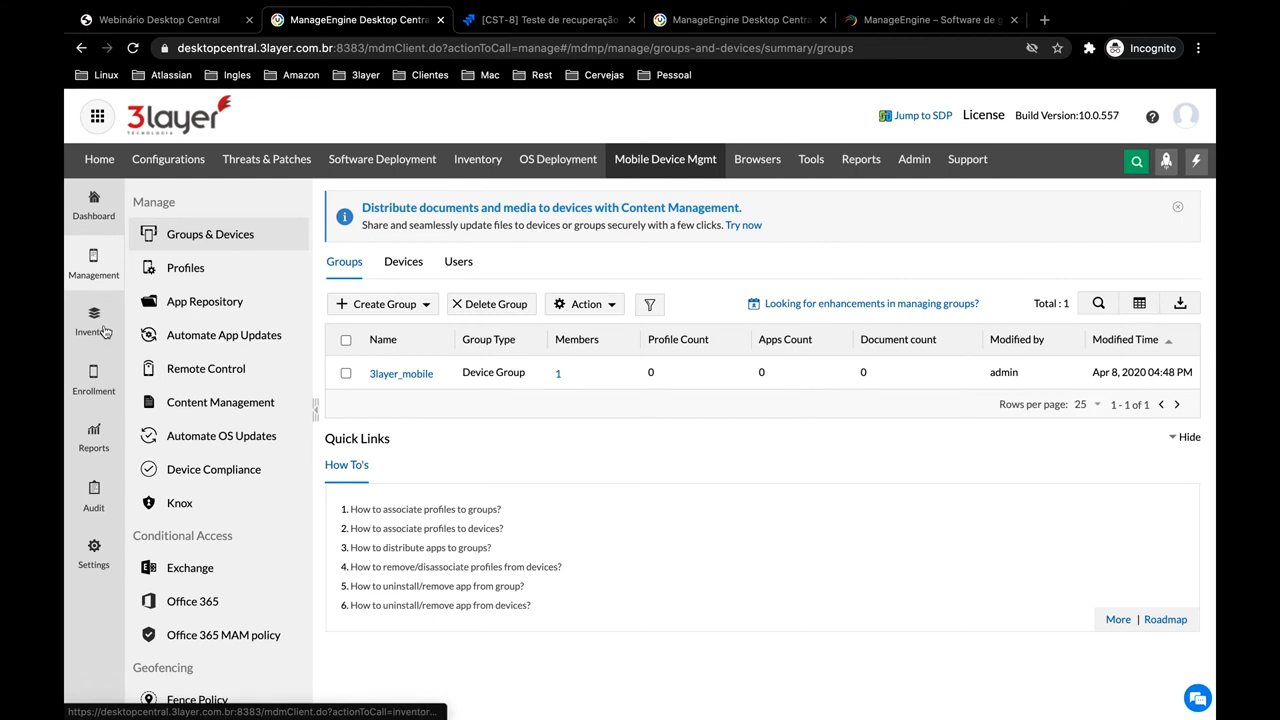 Webinário Desktop Central
ManageEngine Desktop Centra
[CST-8] Teste de recuperação
ManageEngine Desktop Centra
ManageEngine – Software de g
desktopcentral.3layer.com.br:8383/mdmClient.do?actionToCall=manage#/mdmp/manage/groups-and-devices/summary/groups
Incognito
Linux
Atlassian
Ingles
Amazon
3layer
Clientes
Mac
Rest
Cervejas
Pessoal
3layer
TECNOLOGIA
Jump to SDP
License
Build Version:10.0.557
Home
Configurations
Threats & Patches
Software Deployment
Inventory
OS Deployment
Mobile Device Mgmt
Browsers
Tools
Reports
Admin
Support
Dashboard
Management
Inventory
Enrollment
Reports
Audit
Settings
Manage
Groups & Devices
Profiles
App Repository
Automate App Updates
Remote Control
Content Management
Automate OS Updates
Device Compliance
Knox
Conditional Access
Exchange
Office 365
Office 365 MAM policy
Geofencing
Fence Policy
Distribute documents and media to devices with Content Management.
Share and seamlessly update files to devices or groups securely with a few clicks. Try now
Groups
Devices
Users
Create Group
Delete Group
Action
Looking for enhancements in managing groups?
Total : 1
Name
Group Type
Members
Profile Count
Apps Count
Document count
Modified by
Modified Time
3layer_mobile
Device Group
1
0
0
0
admin
Apr 8, 2020 04:48 PM
Rows per page: 25
1 - 1 of 1
Quick Links
Hide
How To's
1. How to associate profiles to groups?
2. How to associate profiles to devices?
3. How to distribute apps to groups?
4. How to remove/disassociate profiles from devices?
5. How to uninstall/remove app from group?
6. How to uninstall/remove app from devices?
More | Roadmap
https://desktopcentral.3layer.com.br:8383/mdmClient.do?actionToCall=inventor...